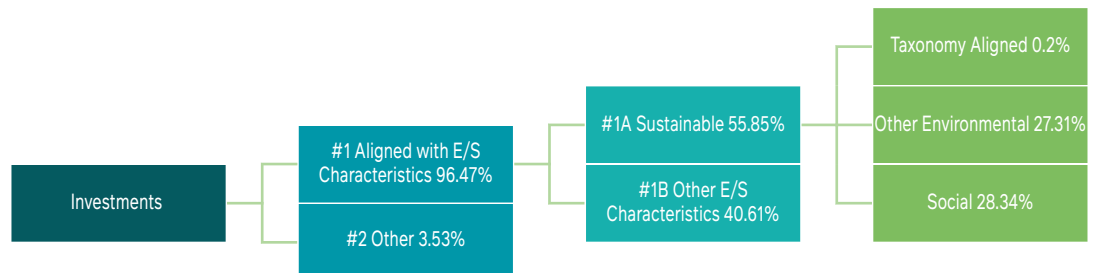 Investments
#1 Aligned with E/S
Characteristics 96.47%
#2 Other 3.53%
#1A Sustainable 55.85%
#1B Other E/S
Characteristics 40.61%
Taxonomy Aligned 0.2%
Other Environmental 27.31%
Social 28.34%